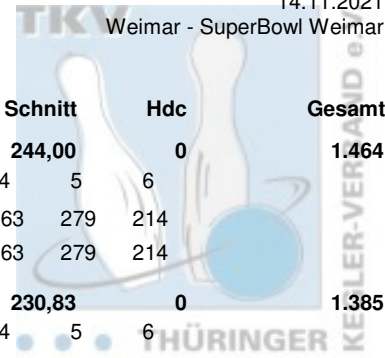 TKV
14.11.2021
Weimar - SuperBowl Weimar
Schnitt Hdc Gesamt
244,00 0 1.464
4 5 6
63 279 214
63 279 214
230,83 0 1.385
4 5 6
THÜRINGER
KEGLER-VERBAND e.V